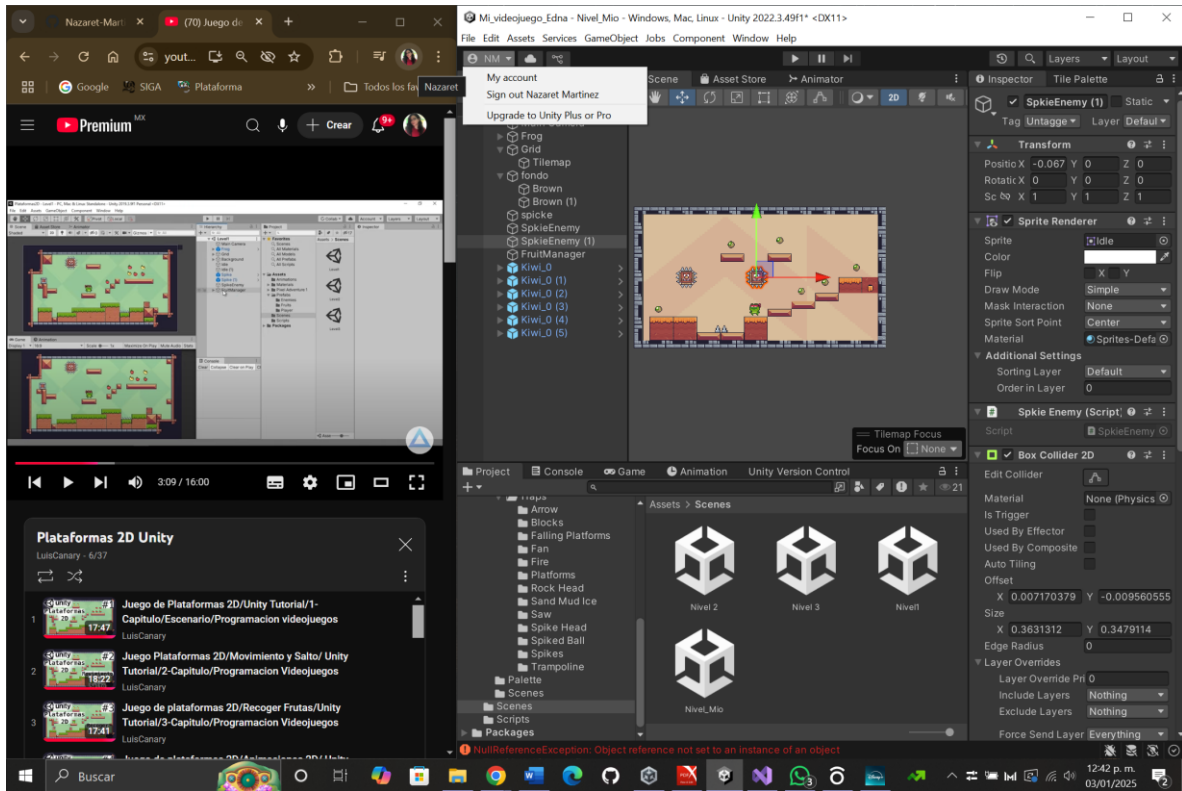 Nazaret-Mart
(70) Juego de
yout...
Google
SIGA
Plataforma
Todos los fav
Nazaret
Premium MX
Crear
9+
3:09 / 16:00
Plataformas 2D Unity
LuisCanary - 6/37
1
#1
17:47
Juego de Plataformas 2D/Unity Tutorial/1-
Capitulo/Escenario/Programacion videojuegos
LuisCanary
2
#2
18:22
Juego Plataformas 2D/Movimiento y Salto/ Unity
Tutorial/2-Capitulo/Programacion Videojuegos
LuisCanary
3
#3
17:41
Juego de plataformas 2D/Recoger Frutas/Unity
Tutorial/3-Capitulo/Programacion Videojuegos
LuisCanary
Mi_videojuego_Edna - Nivel_Mio - Windows, Mac, Linux - Unity 2022.3.49f1* <DX11>
File Edit Assets Services GameObject Jobs Component Window Help
NM
Layers
Layout
My account
Sign out Nazaret Martinez
Upgrade to Unity Plus or Pro
Scene
Asset Store
Animator
2D
Frog
Grid
Tilemap
fondo
Brown
Brown (1)
spicke
SpkieEnemy
SpkieEnemy (1)
FruitManager
Kiwi_0
Kiwi_0 (1)
Kiwi_0 (2)
Kiwi_0 (3)
Kiwi_0 (4)
Kiwi_0 (5)
Tilemap Focus
Focus On None
Inspector
Tile Palette
SpkieEnemy (1)
Static
Tag Untagge
Layer Defaul
Transform
Positic X -0.067 Y 0 Z 0
Rotatic X 0 Y 0 Z 0
Sc X 1 Y 1 Z 1
Sprite Renderer
Sprite Idle
Color
Flip X Y
Draw Mode Simple
Mask Interaction None
Sprite Sort Point Center
Material Sprites-Defa
Additional Settings
Sorting Layer Default
Order in Layer 0
Spkie Enemy (Script)
Script SpkieEnemy
Box Collider 2D
Edit Collider
Material None (Physics
Is Trigger
Used By Effector
Used By Composite
Auto Tiling
Offset
X 0.007170379 Y -0.009560555
Size
X 0.3631312 Y 0.3479114
Edge Radius 0
Layer Overrides
Layer Override Pri 0
Include Layers Nothing
Exclude Layers Nothing
Force Send Layer Everything
Project
Console
Game
Animation
Unity Version Control
21
Traps
Arrow
Blocks
Falling Platforms
Fan
Fire
Platforms
Rock Head
Sand Mud Ice
Saw
Spike Head
Spiked Ball
Spikes
Trampoline
Palette
Scenes
Scenes
Scripts
Packages
Assets > Scenes
Nivel 2
Nivel 3
Nivel1
Nivel_Mio
NullReferenceException: Object reference not set to an instance of an object
Buscar
12:42 p. m.
03/01/2025